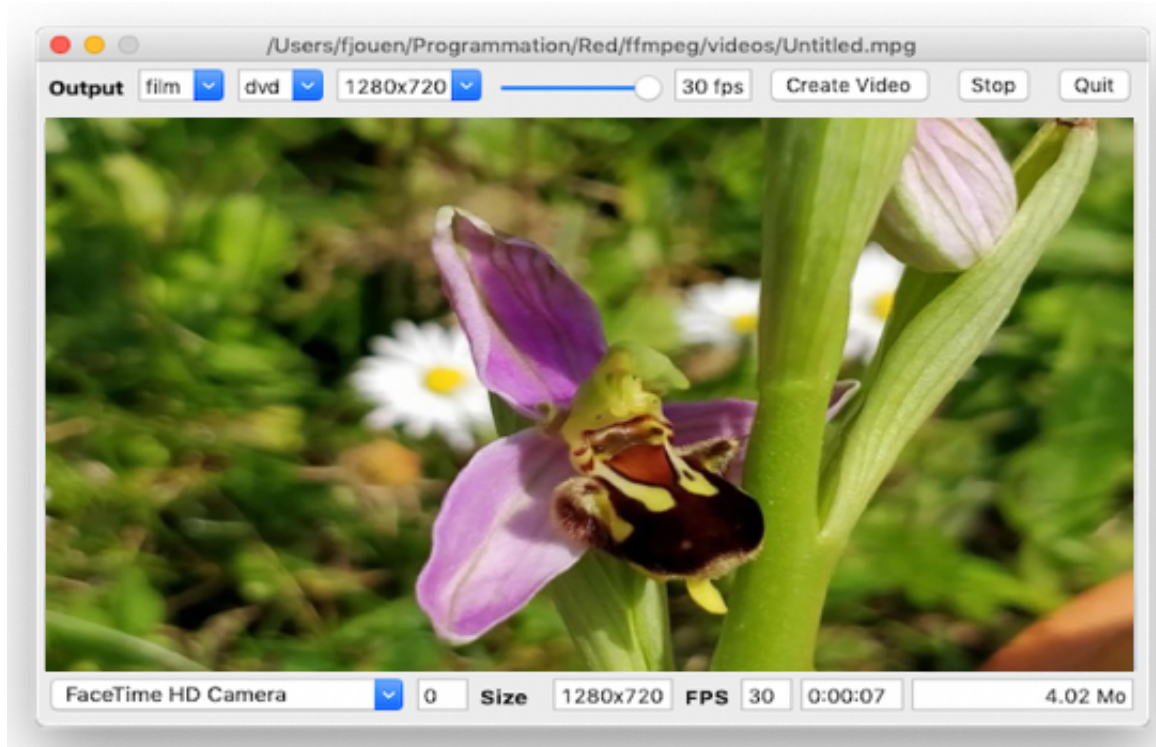 /Users/fjouen/Programmation/Red/ffmpeg/videos/Untitled.mpg
Output film dvd 1280x720 30 fps Create Video Stop Quit
FaceTime HD Camera 0 Size 1280x720 FPS 30 0:00:07 4.02 Mo